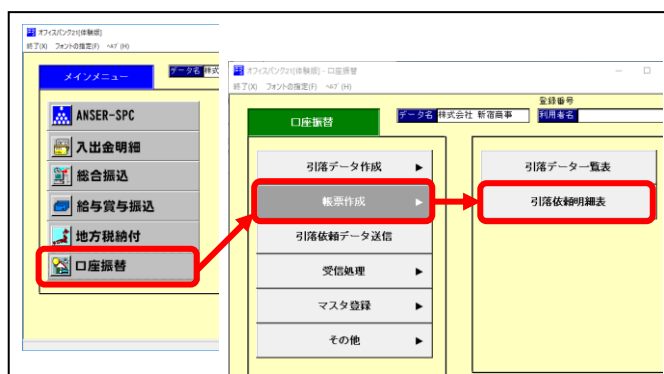 オフィスバンク21[体験版]
終了(X) フォントの指定(F) ヘルプ(H)
メインメニュー
データ名 株式
ANSER-SPC
入出金明細
総合振込
給与賞与振込
地方税納付
口座振替
オフィスバンク21[体験版] - 口座振替
終了(X) フォントの指定(F) ヘルプ(H)
登録番号
口座振替
データ名 株式会社 新宿商事 利用者名
引落データ作成
帳票作成
引落依頼データ送信
受信処理
マスタ登録
その他
引落データ一覧表
引落依頼明細表